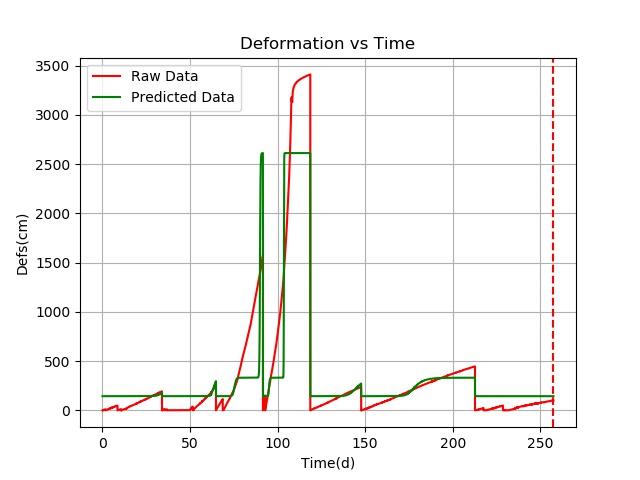 Deformation vs Time
Raw Data
Predicted Data
3500
3000
2500
2000
1500
1000
500
0
Defs(cm)
0 50 100 150 200 250
Time(d)